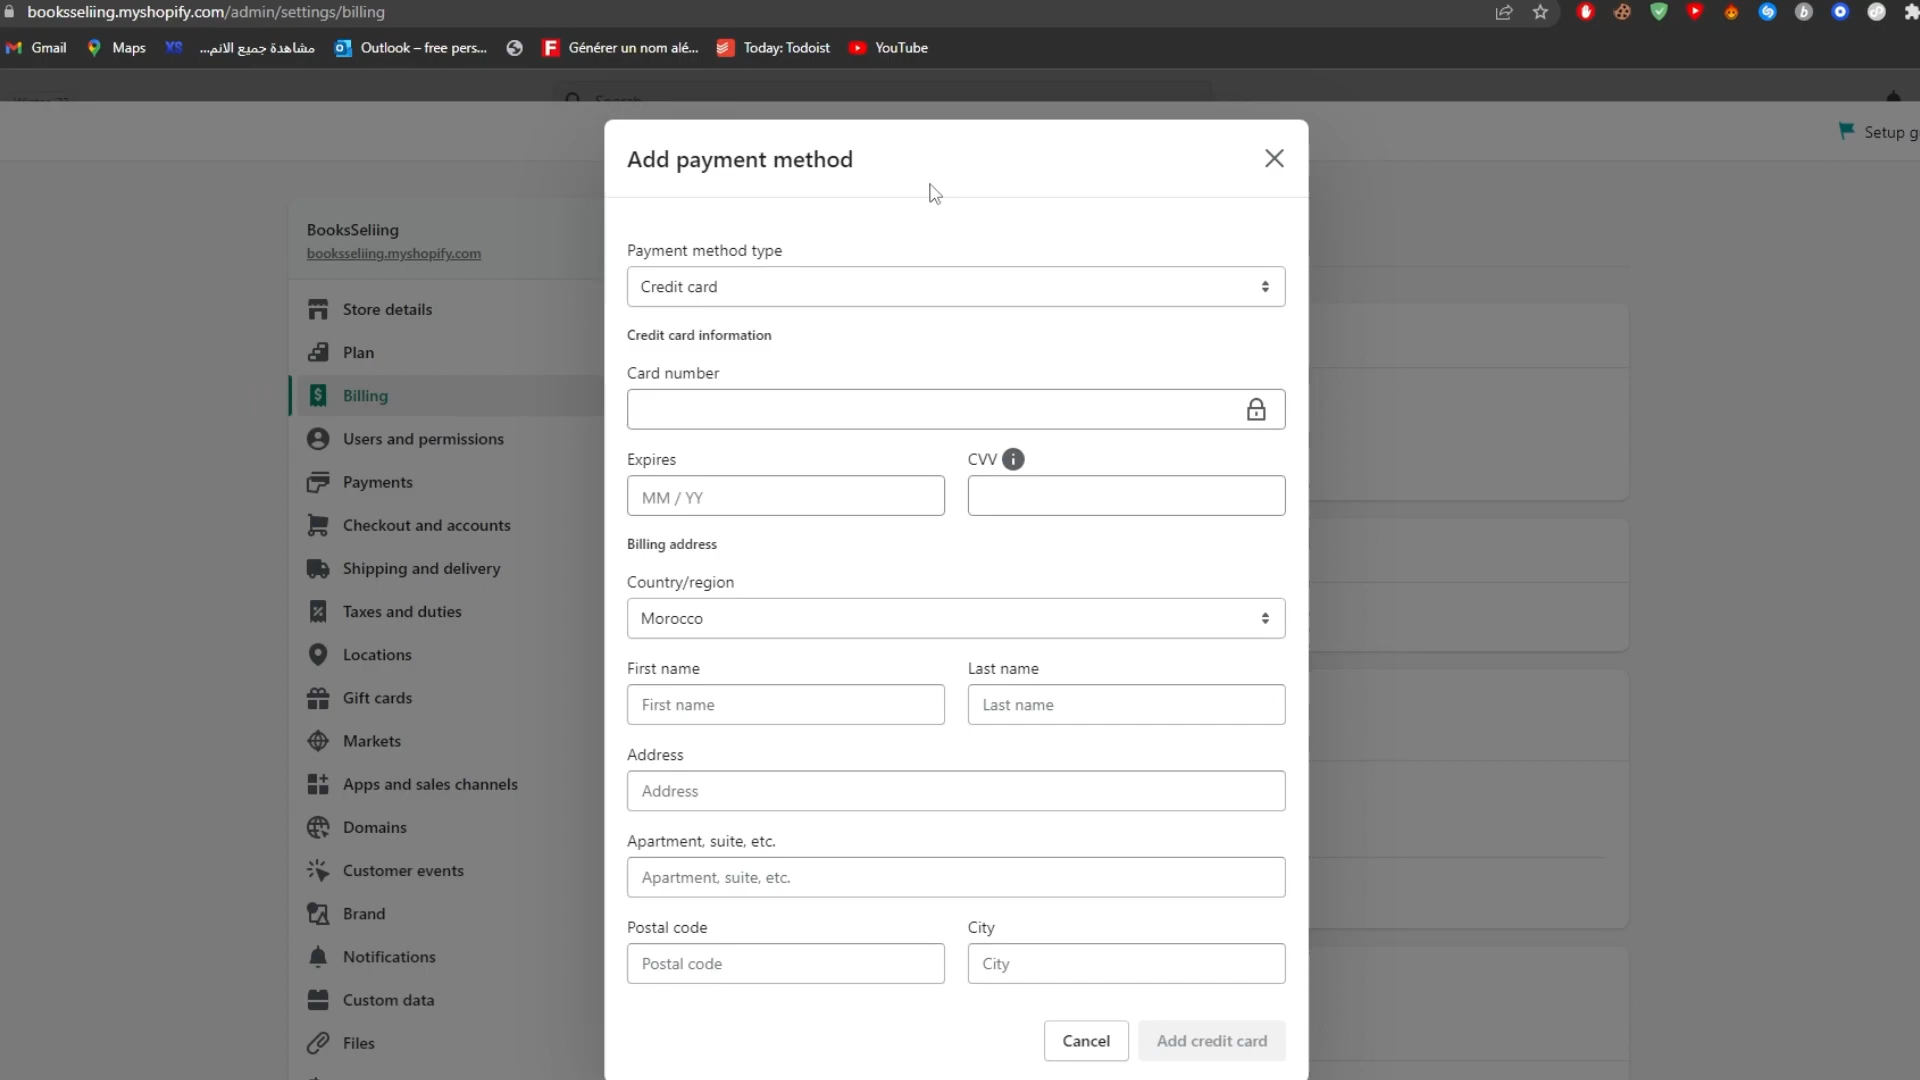 booksseliing.myshopify.com/admin/settings/billing
Gmail
Maps
XS
مشاهدة جميع الانم...
Outlook – free pers...
Générer un nom alé...
Today: Todoist
YouTube
Search
Setup g
Add payment method
BooksSeliing
booksseliing.myshopify.com
Store details
Plan
Billing
Users and permissions
Payments
Checkout and accounts
Shipping and delivery
Taxes and duties
Locations
Gift cards
Markets
Apps and sales channels
Domains
Customer events
Brand
Notifications
Custom data
Files
Payment method type
Credit card
Credit card information
Card number
Expires
CVV
MM / YY
Billing address
Country/region
Morocco
First name
Last name
First name
Last name
Address
Address
Apartment, suite, etc.
Apartment, suite, etc.
Postal code
City
Postal code
City
Cancel
Add credit card